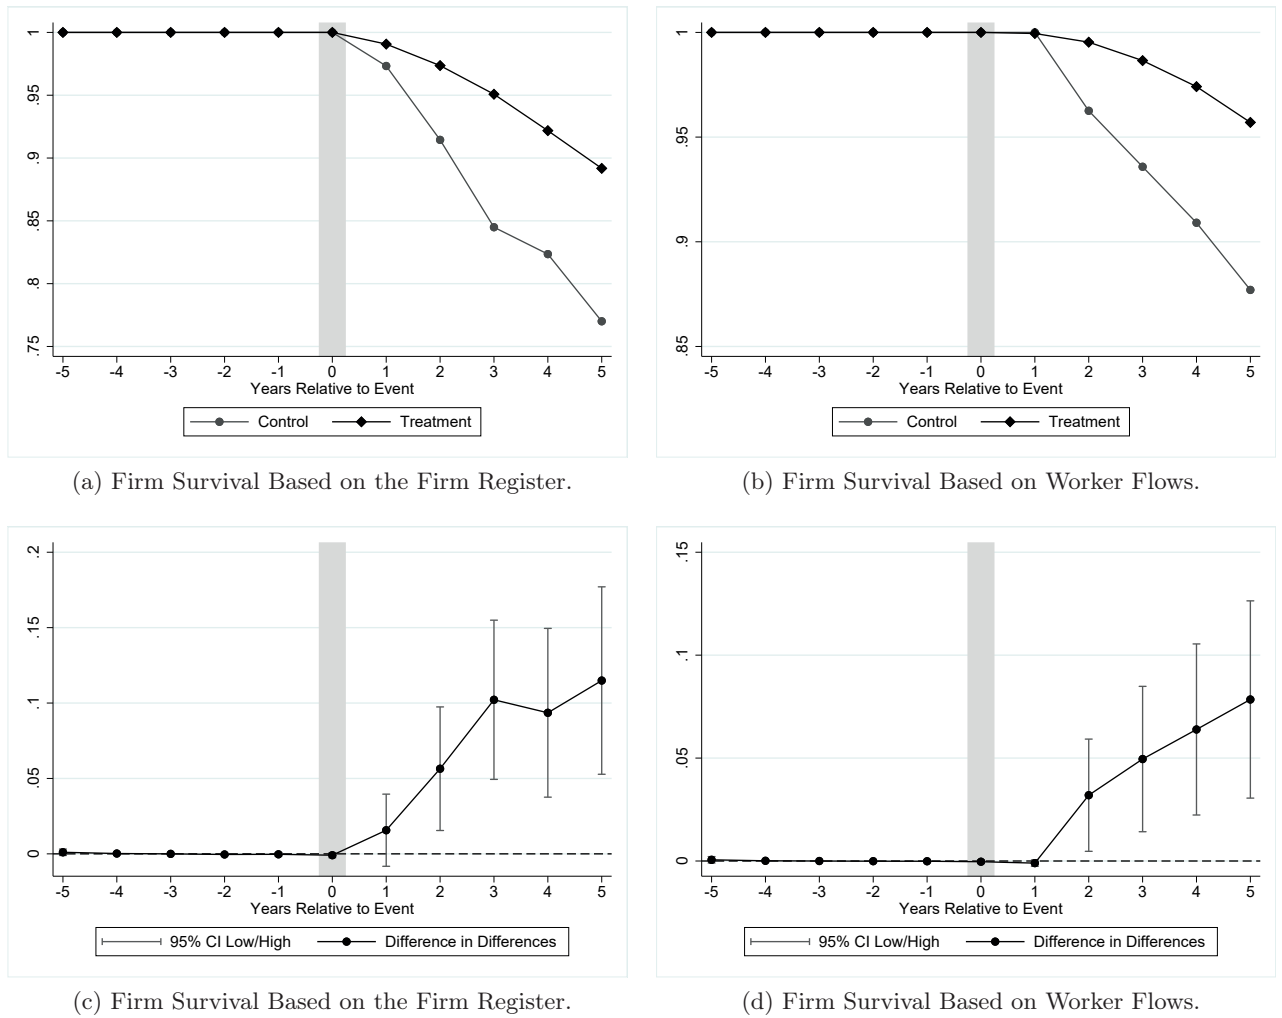 1
.95
.9
.85
.8
.75
-5 -4 -3 -2 -1 0 1 2 3 4 5
Years Relative to Event
Control Treatment
(a) Firm Survival Based on the Firm Register.
1
.95
.9
.85
-5 -4 -3 -2 -1 0 1 2 3 4 5
Years Relative to Event
Control Treatment
(b) Firm Survival Based on Worker Flows.
.2
.15
.1
.05
0
-5 -4 -3 -2 -1 0 1 2 3 4 5
Years Relative to Event
95% CI Low/High Difference in Differences
(c) Firm Survival Based on the Firm Register.
.15
.1
.05
0
-5 -4 -3 -2 -1 0 1 2 3 4 5
Years Relative to Event
95% CI Low/High Difference in Differences
(d) Firm Survival Based on Worker Flows.